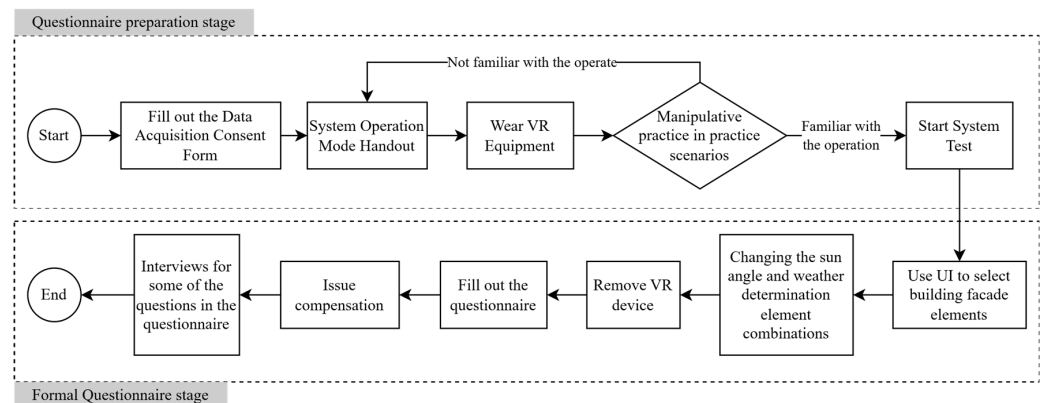 Questionnaire preparation stage
Not familiar with the operate
Start
Fill out the Data
Acquisition Consent
Form
System Operation
Mode Handout
Wear VR
Equipment
Manipulative
practice in practice
scenarios
Familiar with
the operation
Start System
Test
End
Interviews for
some of the
questions in the
questionnaire
Issue
compensation
Fill out the
questionnaire
Remove VR
device
Changing the sun
angle and weather
determination
element
combinations
Use UI to select
building facade
elements
Formal Questionnaire stage